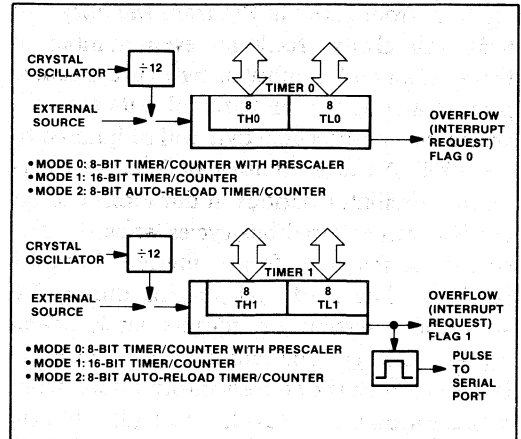 CRYSTAL
OSCILLATOR
÷12
TIMER 0
EXTERNAL
SOURCE
8
TH0
8
TL0
OVERFLOW
(INTERRUPT
REQUEST)
FLAG 0
• MODE 0: 8-BIT TIMER/COUNTER WITH PRESCALER
• MODE 1: 16-BIT TIMER/COUNTER
• MODE 2: 8-BIT AUTO-RELOAD TIMER/COUNTER
CRYSTAL
OSCILLATOR
÷12
TIMER 1
EXTERNAL
SOURCE
8
TH1
8
TL1
OVERFLOW
(INTERRUPT
REQUEST)
FLAG 1
• MODE 0: 8-BIT TIMER/COUNTER WITH PRESCALER
• MODE 1: 16-BIT TIMER/COUNTER
• MODE 2: 8-BIT AUTO-RELOAD TIMER/COUNTER
PULSE
TO
SERIAL
PORT